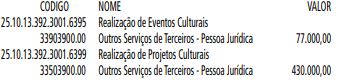 CODIGO NOME VALOR
25.10.13.392.3001.6395 Realização de Eventos Culturais
33903900.00 Outros Serviços de Terceiros - Pessoa Jurídica 77.000,00
25.10.13.392.3001.6399 Realização de Projetos Culturais
33503900.00 Outros Serviços de Terceiros - Pessoa Jurídica 430.000,00